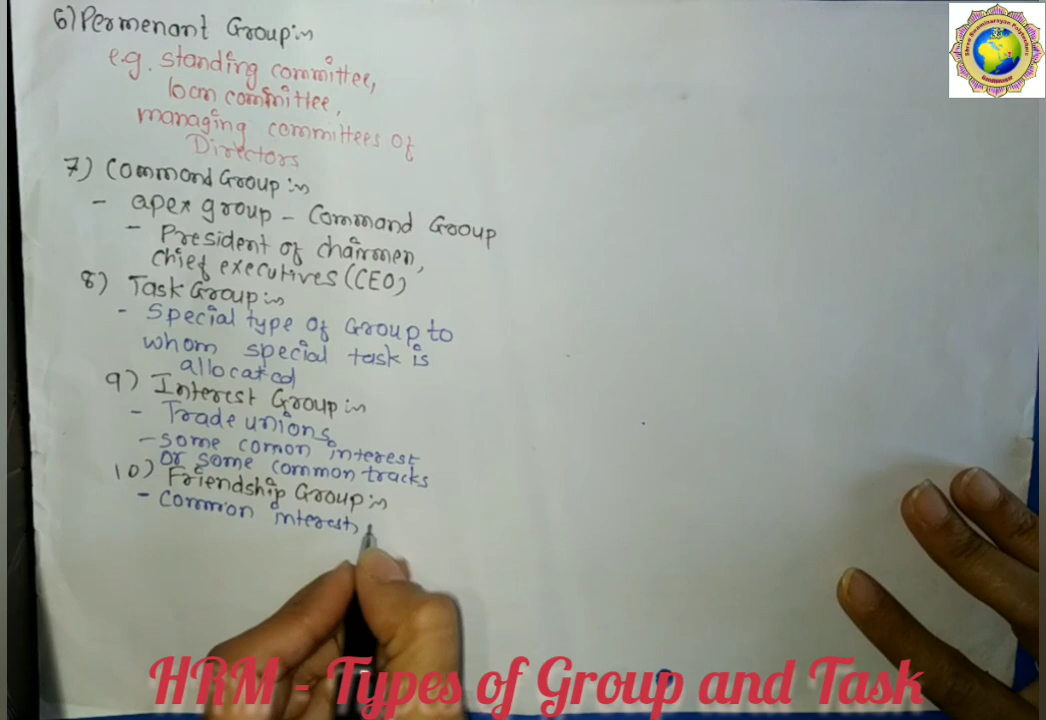 6) Permenant Group:-
e.g. standing committee,
loan committee,
managing committees of
Directors
7) Command Group:-
- apex group - Command Group
- President of chairmen,
chief executives (CEO)
8) Task Group:-
- Special type of Group to
whom special task is
allocated
9) Interest Group:-
- Trade unions
- some comon interest
or some common tracks
10) Friendship Group:-
- Common interest,
HRM - Types of Group and Task